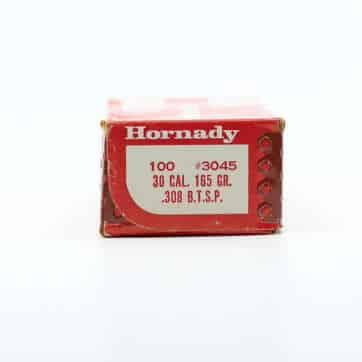 Hornady
100 #3045
30 CAL. 165 GR.
.308 B.T.S.P.